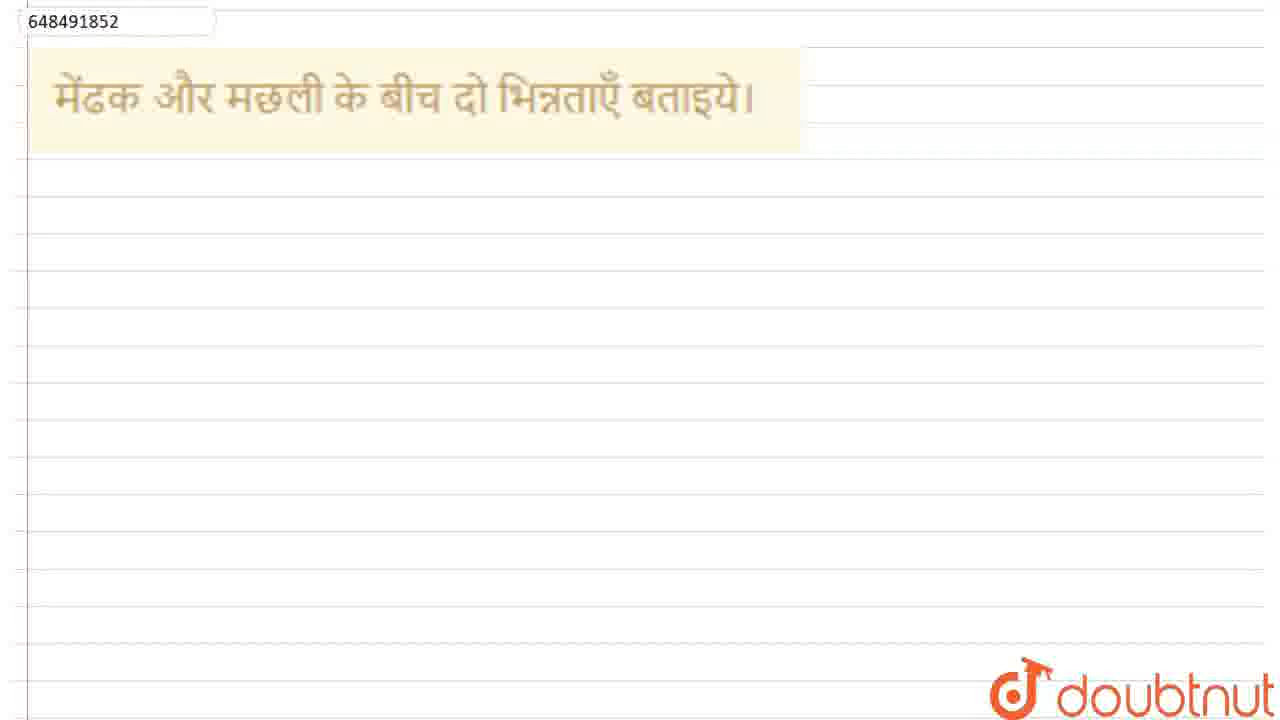 648491852
मेंढक और मछली के बीच दो भिन्नताएँ बताइये।
doubtnut